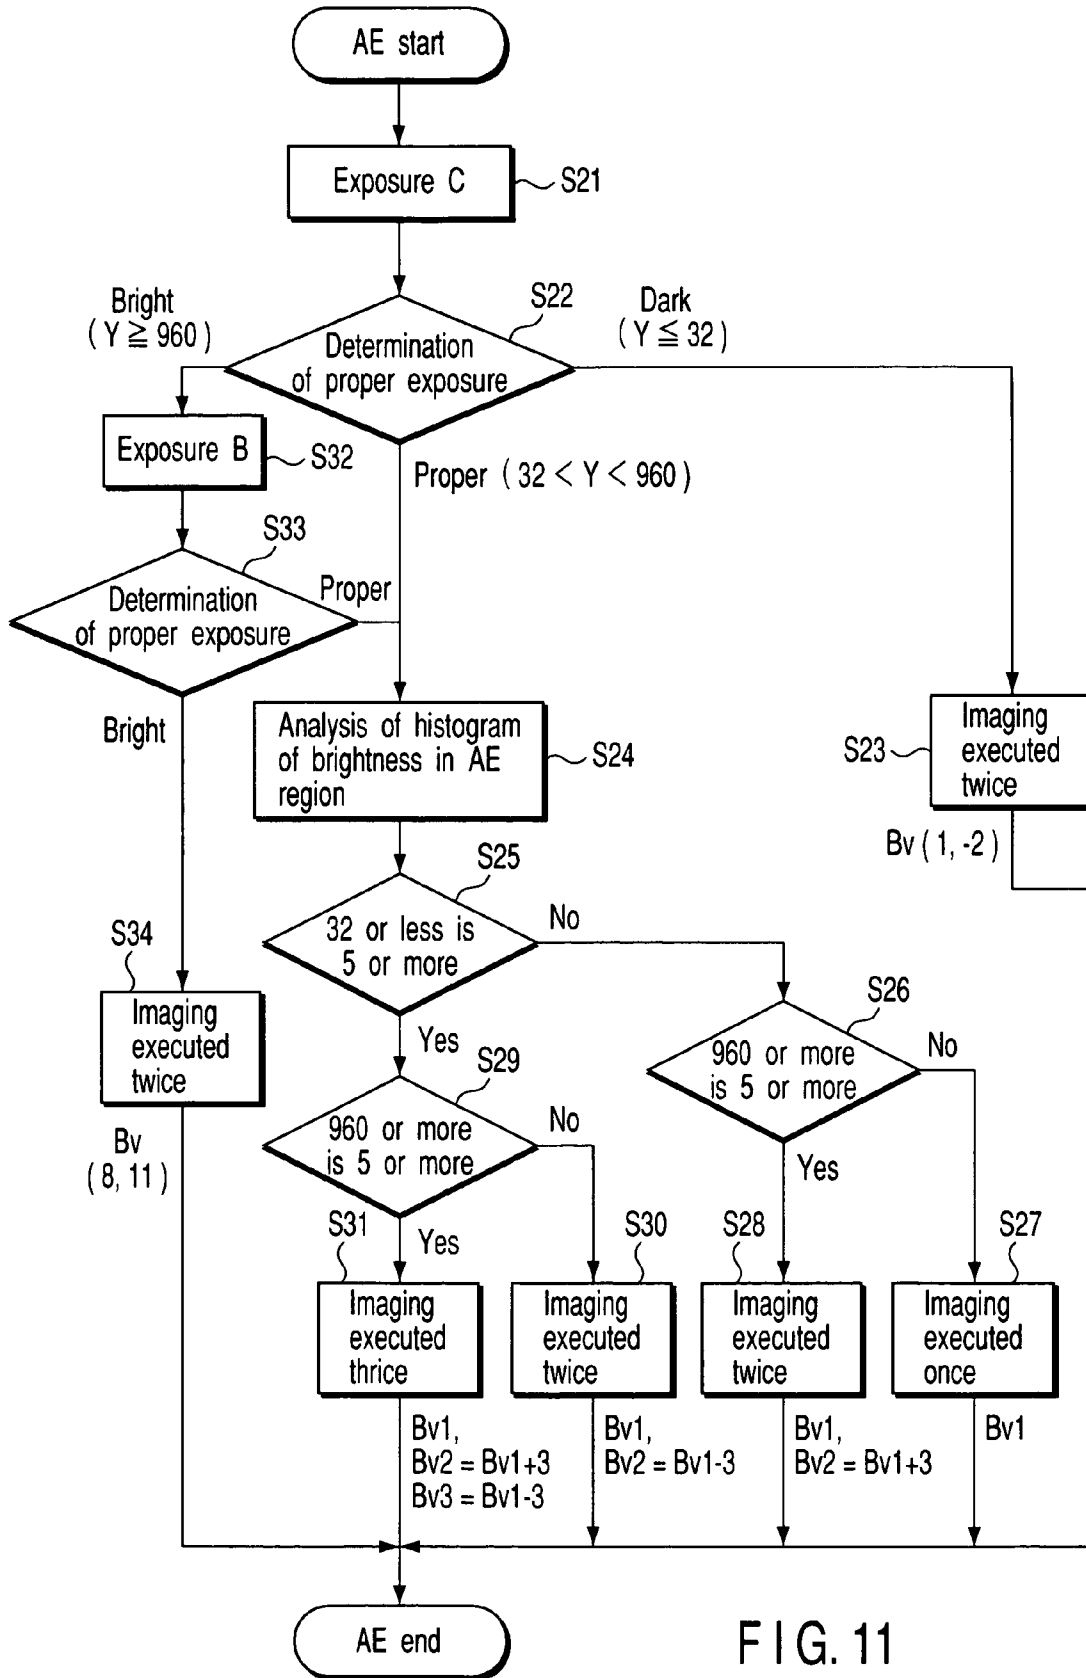 AE start
Exposure C
S21
Bright
( Y ≧ 960)
S22
Dark
( Y ≦ 32 )
Determination
of proper exposure
Exposure B
S32
Proper ( 32 < Y < 960 )
S33
Determination
of proper exposure
Proper
Bright
Analysis of histogram
of brightness in AE
region
S24
Imaging
executed
twice
S23
Bv ( 1, -2 )
S25
32 or less is
5 or more
No
Yes
S34
Imaging
executed
twice
Bv
( 8, 11 )
S26
960 or more
is 5 or more
No
Yes
S29
960 or more
is 5 or more
No
Yes
S31
Imaging
executed
thrice
S30
Imaging
executed
twice
S28
Imaging
executed
twice
S27
Imaging
executed
once
Bv1,
Bv2 = Bv1+3
Bv3 = Bv1-3
Bv1,
Bv2 = Bv1-3
Bv1,
Bv2 = Bv1+3
Bv1
AE end
FIG. 11